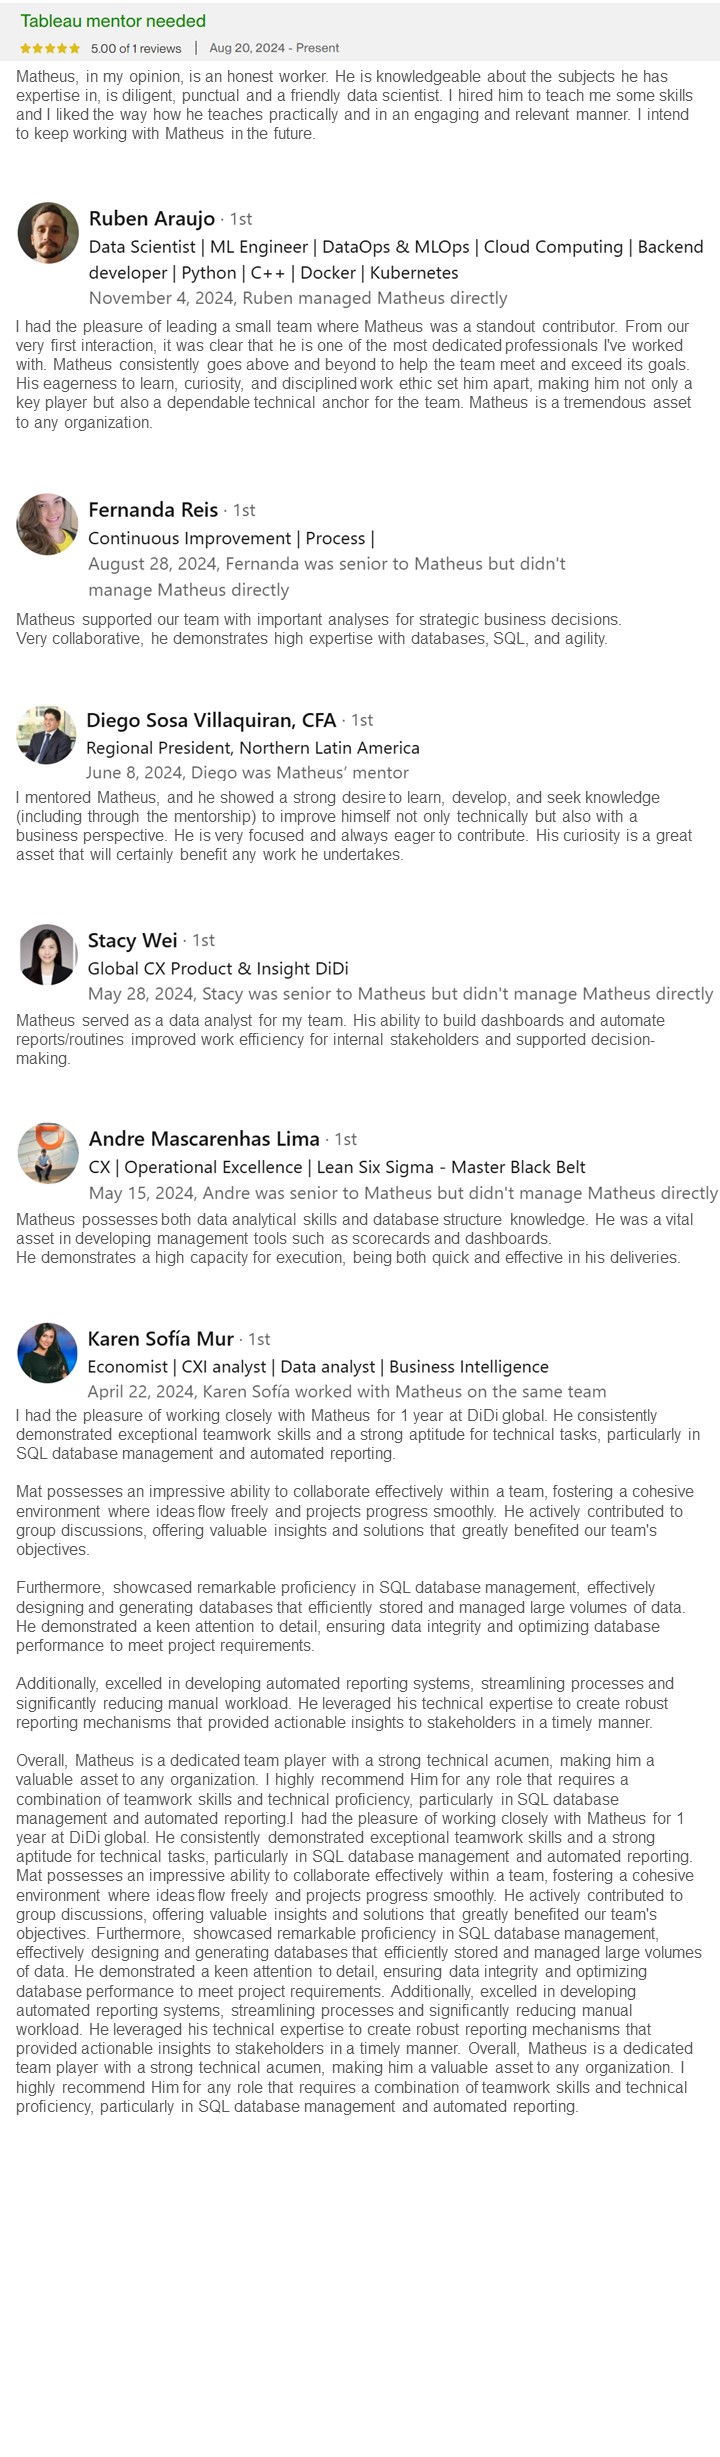 Tableau mentor needed
5.00 of 1 reviews | Aug 20, 2024 - Present
Matheus, in my opinion, is an honest worker. He is knowledgeable about the subjects he has
expertise in, is diligent, punctual and a friendly data scientist. I hired him to teach me some skills
and I liked the way how he teaches practically and in an engaging and relevant manner. I intend
to keep working with Matheus in the future.
Ruben Araujo · 1st
Data Scientist | ML Engineer | DataOps & MLOps | Cloud Computing | Backend
developer | Python | C++ | Docker | Kubernetes
November 4, 2024, Ruben managed Matheus directly
I had the pleasure of leading a small team where Matheus was a standout contributor. From our
very first interaction, it was clear that he is one of the most dedicated professionals I've worked
with. Matheus consistently goes above and beyond to help the team meet and exceed its goals.
His eagerness to learn, curiosity, and disciplined work ethic set him apart, making him not only a
key player but also a dependable technical anchor for the team. Matheus is a tremendous asset
to any organization.
Fernanda Reis · 1st
Continuous Improvement | Process |
August 28, 2024, Fernanda was senior to Matheus but didn't
manage Matheus directly
Matheus supported our team with important analyses for strategic business decisions.
Very collaborative, he demonstrates high expertise with databases, SQL, and agility.
Diego Sosa Villaquiran, CFA · 1st
Regional President, Northern Latin America
June 8, 2024, Diego was Matheus’ mentor
I mentored Matheus, and he showed a strong desire to learn, develop, and seek knowledge
(including through the mentorship) to improve himself not only technically but also with a
business perspective. He is very focused and always eager to contribute. His curiosity is a great
asset that will certainly benefit any work he undertakes.
Stacy Wei · 1st
Global CX Product & Insight DiDi
May 28, 2024, Stacy was senior to Matheus but didn't manage Matheus directly
Matheus served as a data analyst for my team. His ability to build dashboards and automate
reports/routines improved work efficiency for internal stakeholders and supported decision-
making.
Andre Mascarenhas Lima · 1st
CX | Operational Excellence | Lean Six Sigma - Master Black Belt
May 15, 2024, Andre was senior to Matheus but didn't manage Matheus directly
Matheus possesses both data analytical skills and database structure knowledge. He was a vital
asset in developing management tools such as scorecards and dashboards.
He demonstrates a high capacity for execution, being both quick and effective in his deliveries.
Karen Sofía Mur · 1st
Economist | CXI analyst | Data analyst | Business Intelligence
April 22, 2024, Karen Sofía worked with Matheus on the same team
I had the pleasure of working closely with Matheus for 1 year at DiDi global. He consistently
demonstrated exceptional teamwork skills and a strong aptitude for technical tasks, particularly in
SQL database management and automated reporting.
Mat possesses an impressive ability to collaborate effectively within a team, fostering a cohesive
environment where ideas flow freely and projects progress smoothly. He actively contributed to
group discussions, offering valuable insights and solutions that greatly benefited our team's
objectives.
Furthermore, showcased remarkable proficiency in SQL database management, effectively
designing and generating databases that efficiently stored and managed large volumes of data.
He demonstrated a keen attention to detail, ensuring data integrity and optimizing database
performance to meet project requirements.
Additionally, excelled in developing automated reporting systems, streamlining processes and
significantly reducing manual workload. He leveraged his technical expertise to create robust
reporting mechanisms that provided actionable insights to stakeholders in a timely manner.
Overall, Matheus is a dedicated team player with a strong technical acumen, making him a
valuable asset to any organization. I highly recommend Him for any role that requires a
combination of teamwork skills and technical proficiency, particularly in SQL database
management and automated reporting.I had the pleasure of working closely with Matheus for 1
year at DiDi global. He consistently demonstrated exceptional teamwork skills and a strong
aptitude for technical tasks, particularly in SQL database management and automated reporting.
Mat possesses an impressive ability to collaborate effectively within a team, fostering a cohesive
environment where ideas flow freely and projects progress smoothly. He actively contributed to
group discussions, offering valuable insights and solutions that greatly benefited our team's
objectives. Furthermore, showcased remarkable proficiency in SQL database management,
effectively designing and generating databases that efficiently stored and managed large volumes
of data. He demonstrated a keen attention to detail, ensuring data integrity and optimizing
database performance to meet project requirements. Additionally, excelled in developing
automated reporting systems, streamlining processes and significantly reducing manual
workload. He leveraged his technical expertise to create robust reporting mechanisms that
provided actionable insights to stakeholders in a timely manner. Overall, Matheus is a dedicated
team player with a strong technical acumen, making him a valuable asset to any organization. I
highly recommend Him for any role that requires a combination of teamwork skills and technical
proficiency, particularly in SQL database management and automated reporting.